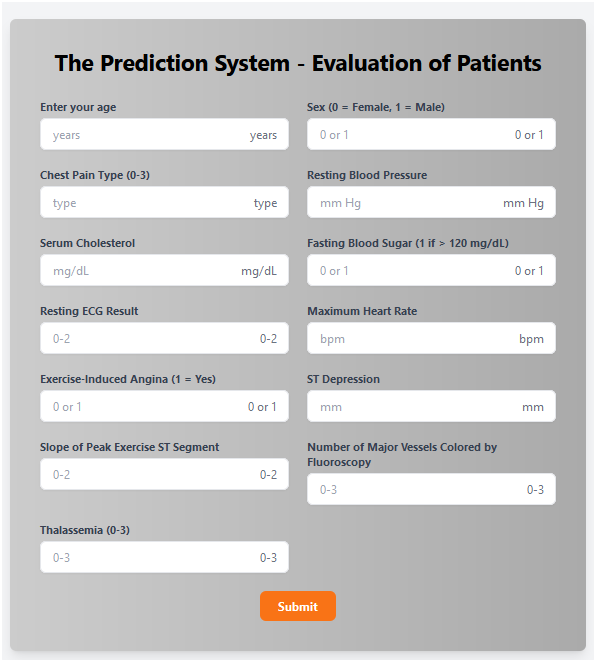 The Prediction System - Evaluation of Patients
Enter your age
years years
Sex (0 = Female, 1 = Male)
0 or 1 0 or 1
Chest Pain Type (0-3)
type type
Resting Blood Pressure
mm Hg mm Hg
Serum Cholesterol
mg/dL mg/dL
Fasting Blood Sugar (1 if > 120 mg/dL)
0 or 1 0 or 1
Resting ECG Result
0-2 0-2
Maximum Heart Rate
bpm bpm
Exercise-Induced Angina (1 = Yes)
0 or 1 0 or 1
ST Depression
mm mm
Slope of Peak Exercise ST Segment
0-2 0-2
Number of Major Vessels Colored by
Fluoroscopy
0-3 0-3
Thalassemia (0-3)
0-3 0-3
Submit